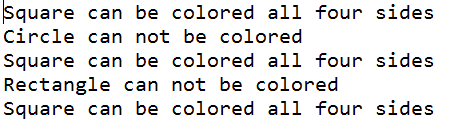 Square can be colored all four sides
Circle can not be colored
Square can be colored all four sides
Rectangle can not be colored
Square can be colored all four sides